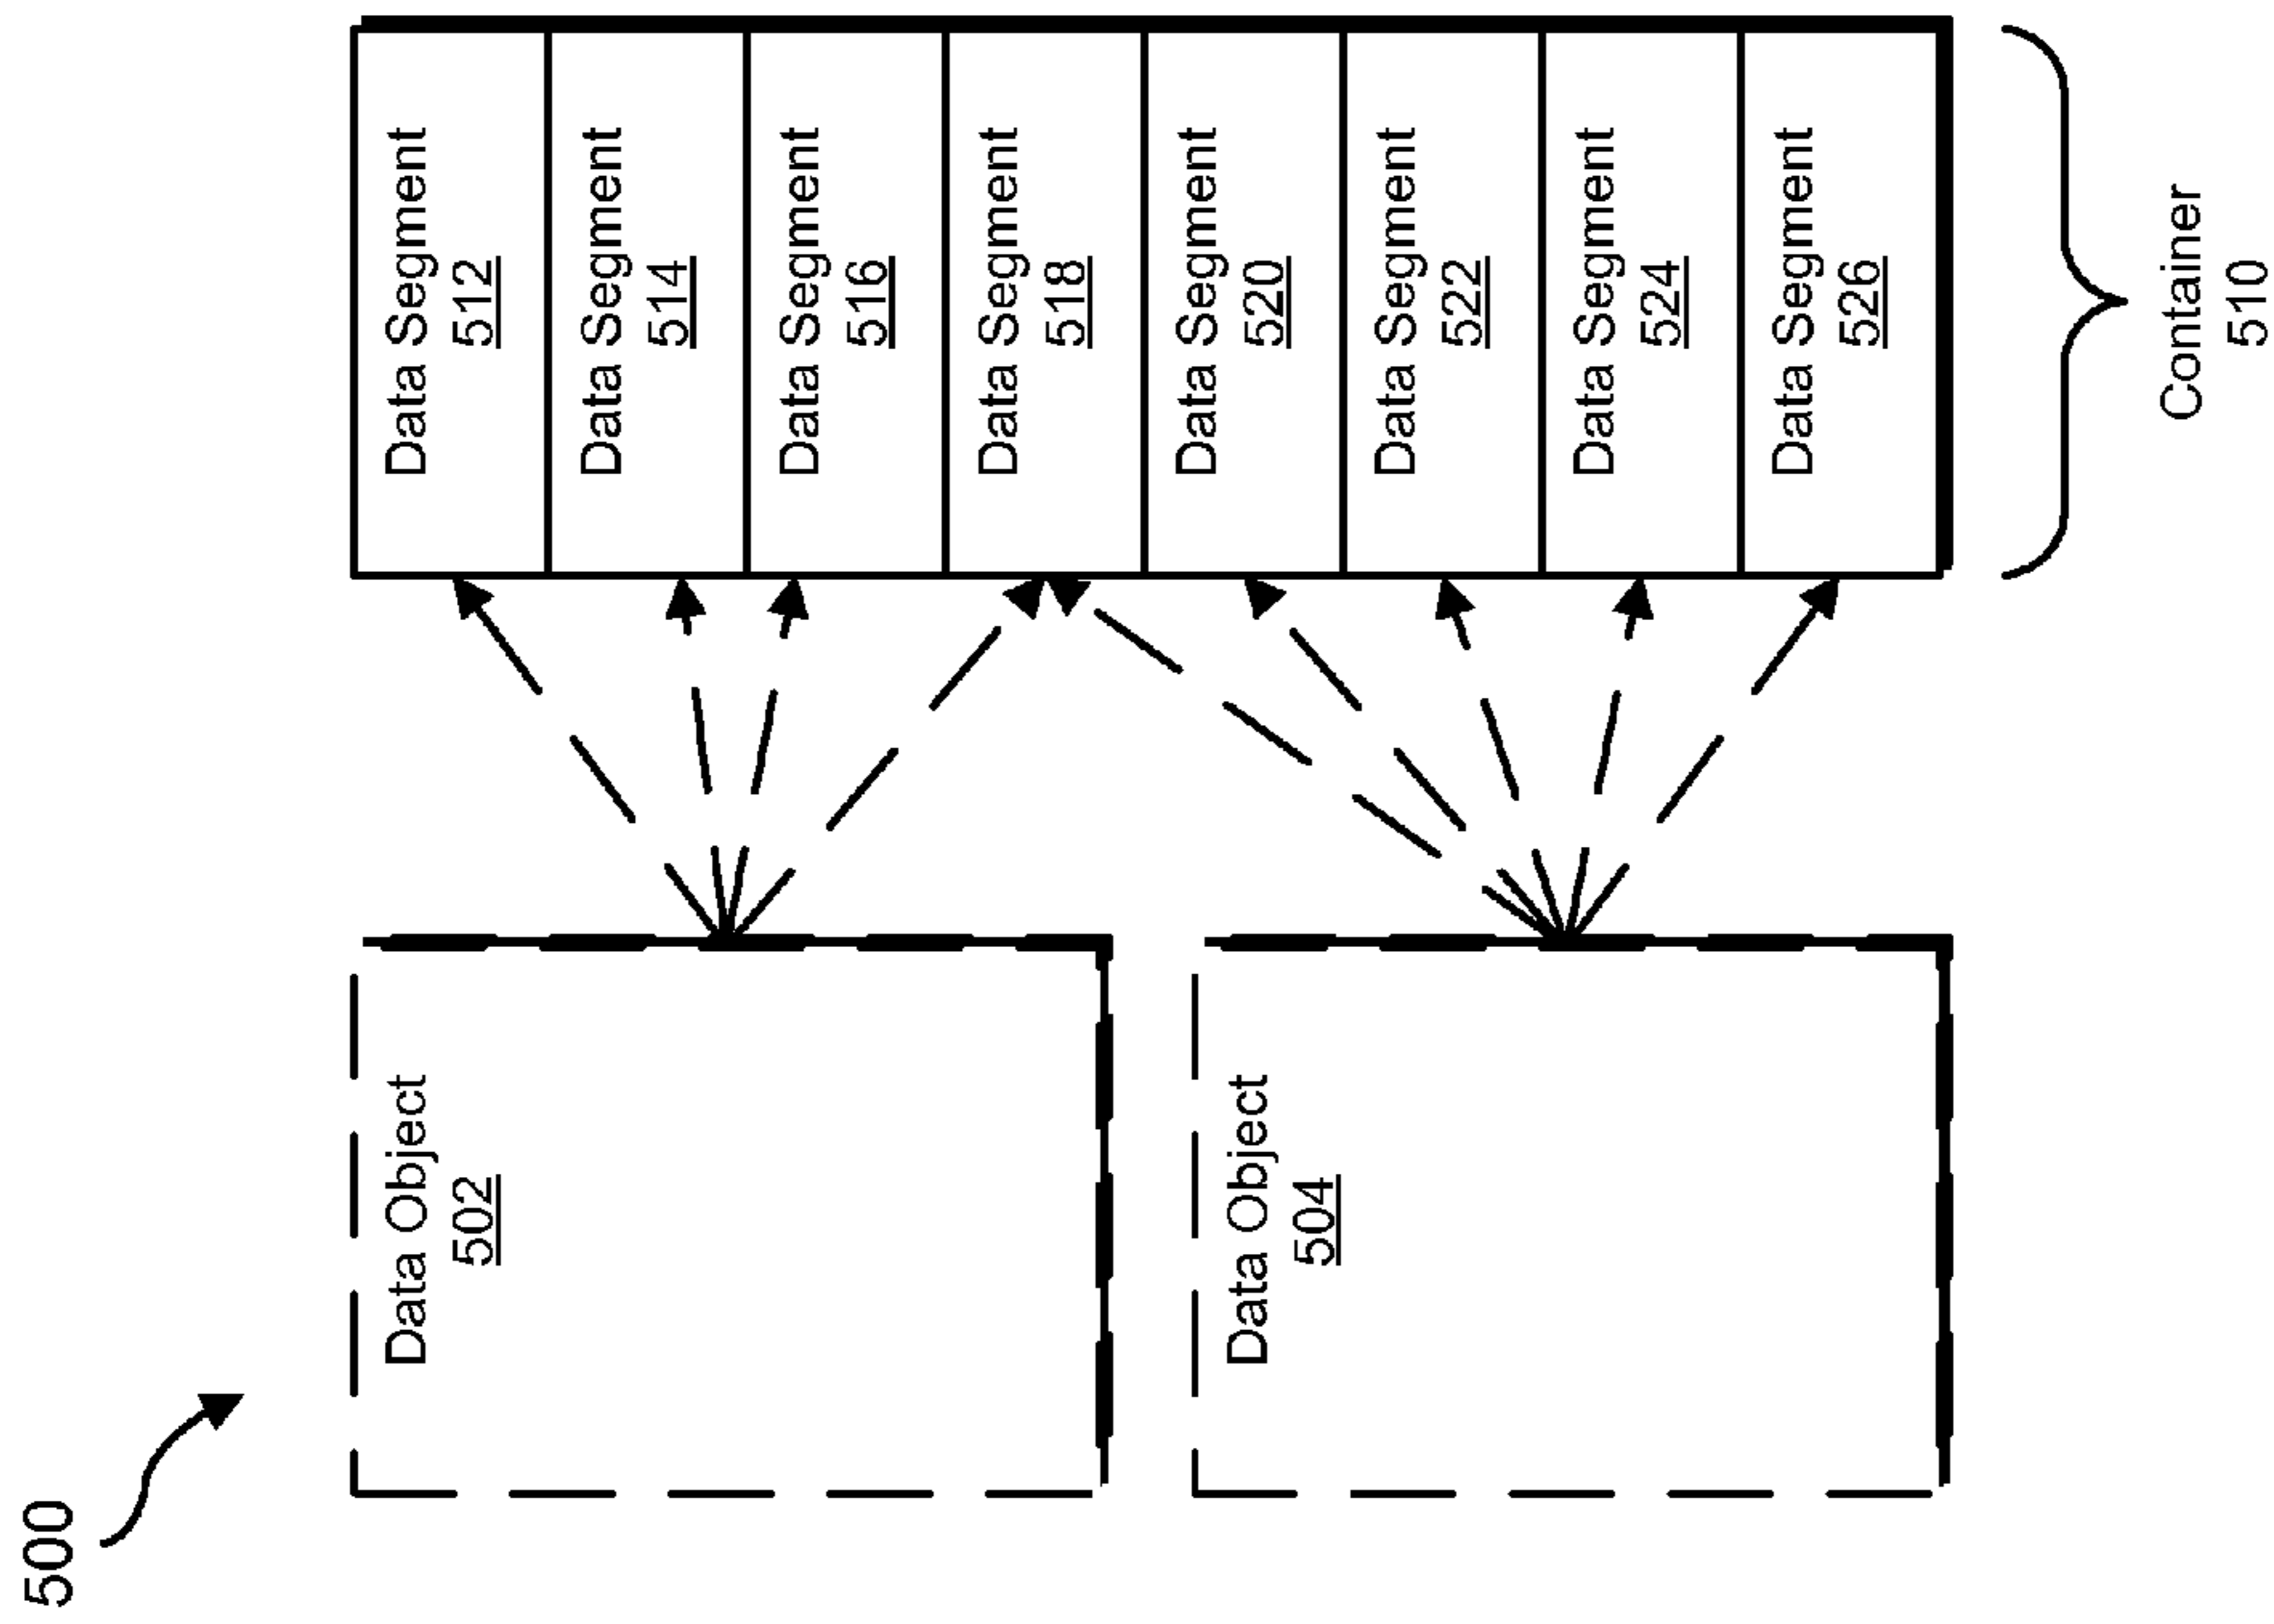 500
Data Object
502
Data Object
504
Data Segment
512
Data Segment
514
Data Segment
516
Data Segment
518
Data Segment
520
Data Segment
522
Data Segment
524
Data Segment
526
Container
510